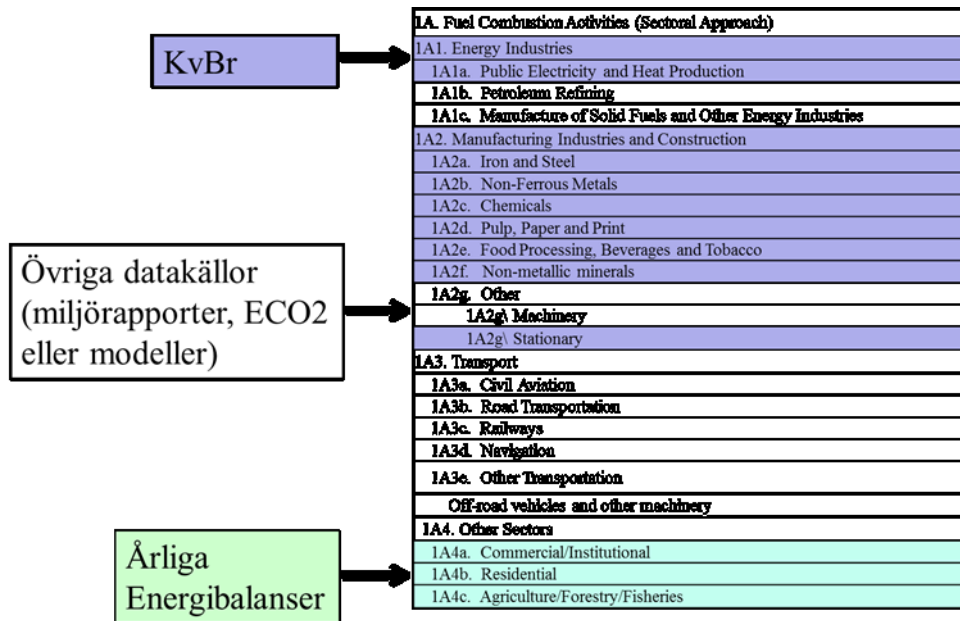 KvBr
Övriga datakällor
(miljörapporter, ECO2
eller modeller)
Årliga
Energibalanser
1A. Fuel Combustion Activities (Sectoral Approach)
1A1. Energy Industries
1A1a. Public Electricity and Heat Production
1A1b. Petroleum Refining
1A1c. Manufacture of Solid Fuels and Other Energy Industries
1A2. Manufacturing Industries and Construction
1A2a. Iron and Steel
1A2b. Non-Ferrous Metals
1A2c. Chemicals
1A2d. Pulp, Paper and Print
1A2e. Food Processing, Beverages and Tobacco
1A2f. Non-metallic minerals
1A2g. Other
1A2g\ Machinery
1A2g\ Stationary
1A3. Transport
1A3a. Civil Aviation
1A3b. Road Transportation
1A3c. Railways
1A3d. Navigation
1A3e. Other Transportation
Off-road vehicles and other machinery
1A4. Other Sectors
1A4a. Commercial/Institutional
1A4b. Residential
1A4c. Agriculture/Forestry/Fisheries